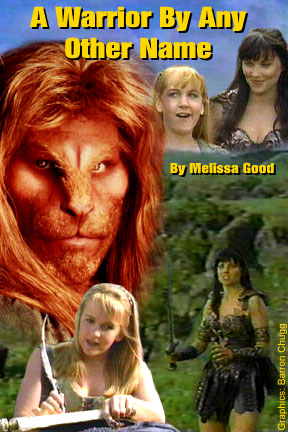 A Warrior By Any
Other Name
By Melissa Good
Graphics: Barron Chugg